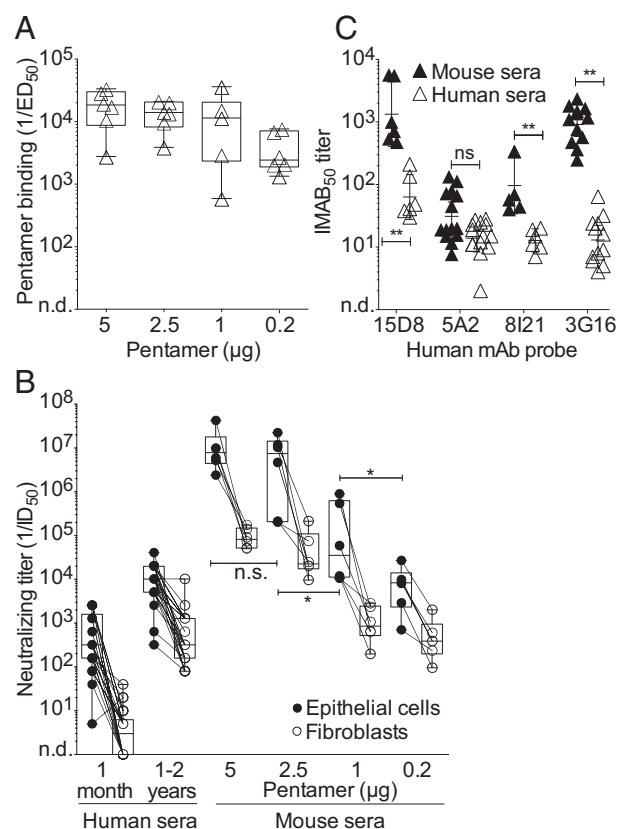 A
Pentamer binding (1/ED50)
10^5
10^4
10^3
10^2
n.d.
5 2.5 1 0.2
Pentamer (µg)
C
IMAB50 titer
10^4
10^3
10^2
10^1
n.d.
▲ Mouse sera
△ Human sera
**
ns
**
**
15D8 5A2 8I21 3G16
Human mAb probe
B
Neutralizing titer (1/ID50)
10^8
10^7
10^6
10^5
10^4
10^3
10^2
10^1
n.d.
n.s.
*
*
● Epithelial cells
○ Fibroblasts
1 month 1-2 years 5 2.5 1 0.2
Pentamer (µg)
Human sera Mouse sera